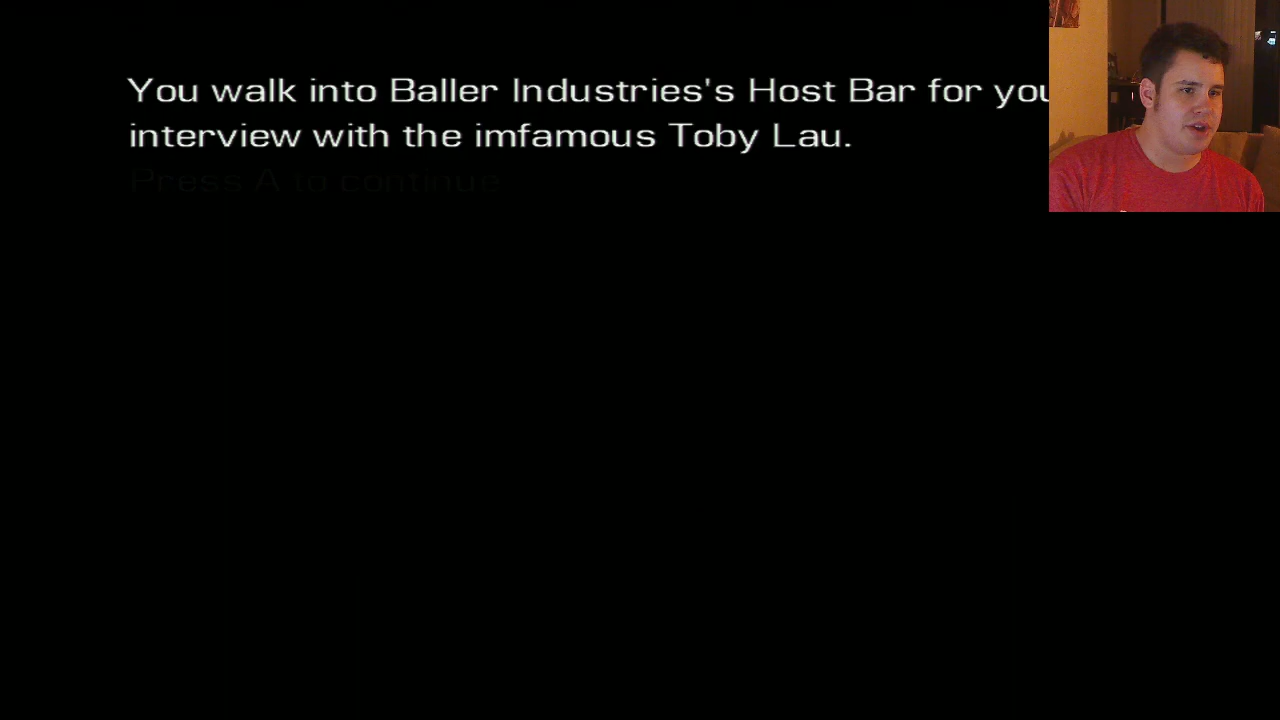 You walk into Baller Industries's Host Bar for you
interview with the imfamous Toby Lau.
Press A to continue